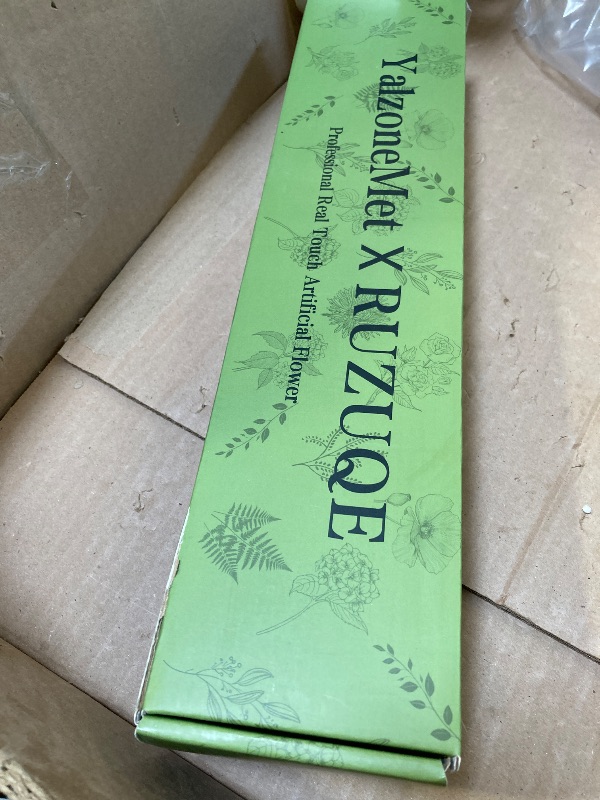 YalzoneMet X RUZUQE
Professional Real Touch Artificial Flower